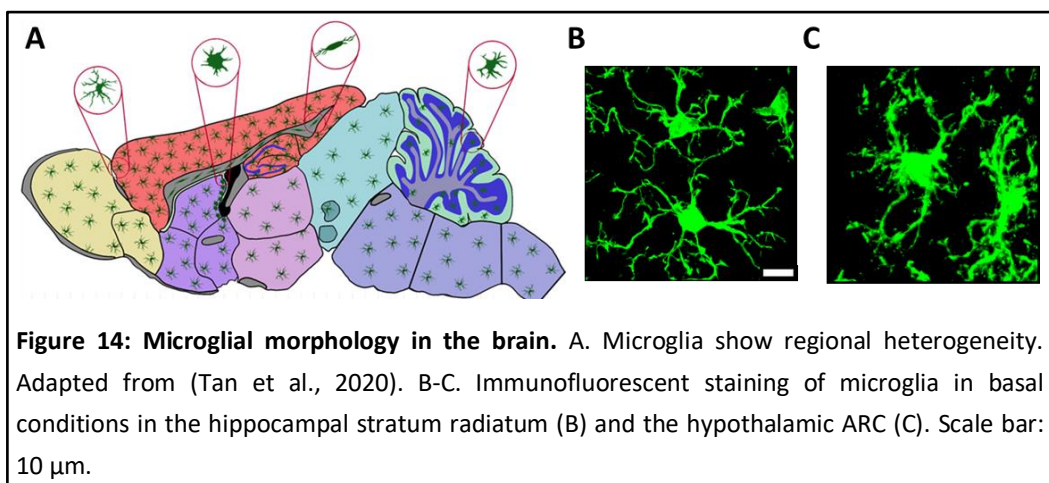 A
B
C
Figure 14: Microglial morphology in the brain. A. Microglia show regional heterogeneity.
Adapted from (Tan et al., 2020). B-C. Immunofluorescent staining of microglia in basal
conditions in the hippocampal stratum radiatum (B) and the hypothalamic ARC (C). Scale bar:
10 µm.